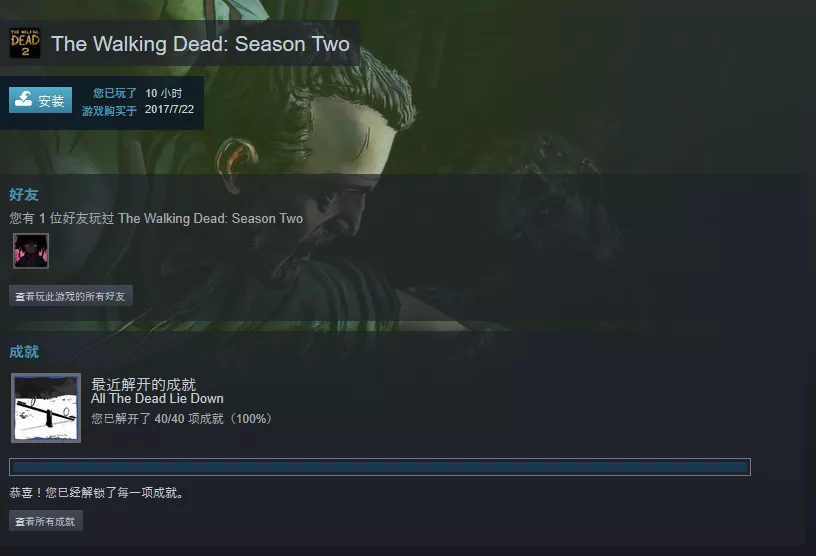 THE WALKING
DEAD
2
The Walking Dead: Season Two
安装
您已玩了 10 小时
游戏购买于 2017/7/22
好友
您有 1 位好友玩过 The Walking Dead: Season Two
查看玩此游戏的所有好友
成就
最近解开的成就
All The Dead Lie Down
您已解开了 40/40 项成就（100%）
恭喜！您已经解锁了每一项成就。
查看所有成就